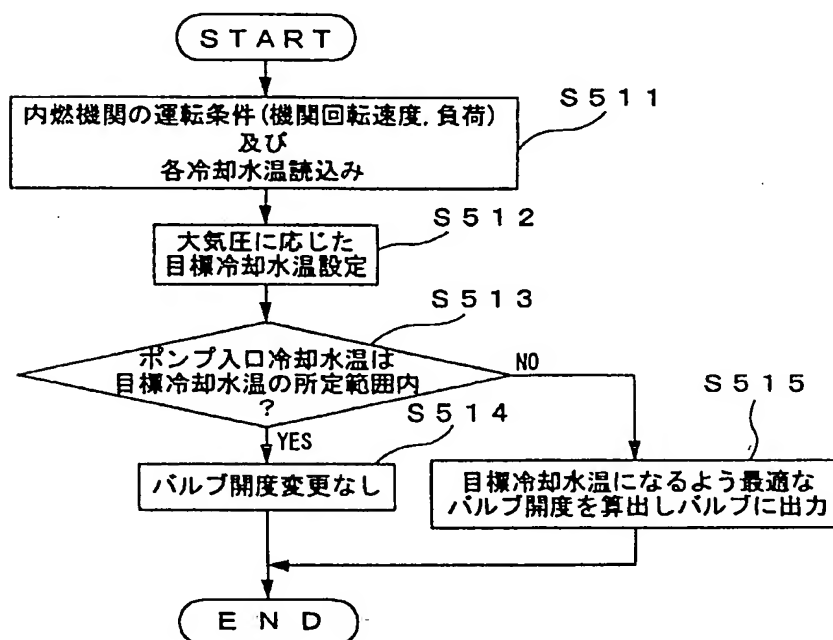 START
S511
内燃機関の運転条件(機関回転速度,負荷)
及び
各冷却水温読込み
S512
大気圧に応じた
目標冷却水温設定
S513
ポンプ入口冷却水温は
目標冷却水温の所定範囲内
?
NO
YES
S514
バルブ開度変更なし
S515
目標冷却水温になるよう最適な
バルブ開度を算出しバルブに出力
END